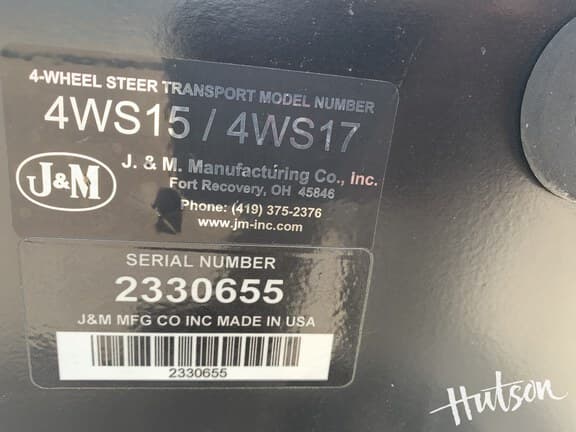 4-WHEEL STEER TRANSPORT MODEL NUMBER
4WS15 / 4WS17
J&M
J. & M. Manufacturing Co., Inc.
Fort Recovery, OH 45846
Phone: (419) 375-2376
www.jm-inc.com
SERIAL NUMBER
2330655
J&M MFG CO INC MADE IN USA
2330655
Hutson